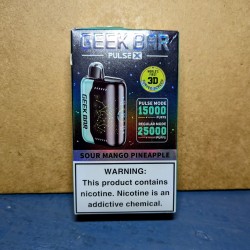 GEEK BAR
PULSE X
3D
PULSE MODE
15000
PUFFS
REGULAR MODE
25000
PUFFS
GEEK BAR
SOUR MANGO PINEAPPLE
WARNING:
This product contains
nicotine. Nicotine is an
addictive chemical.